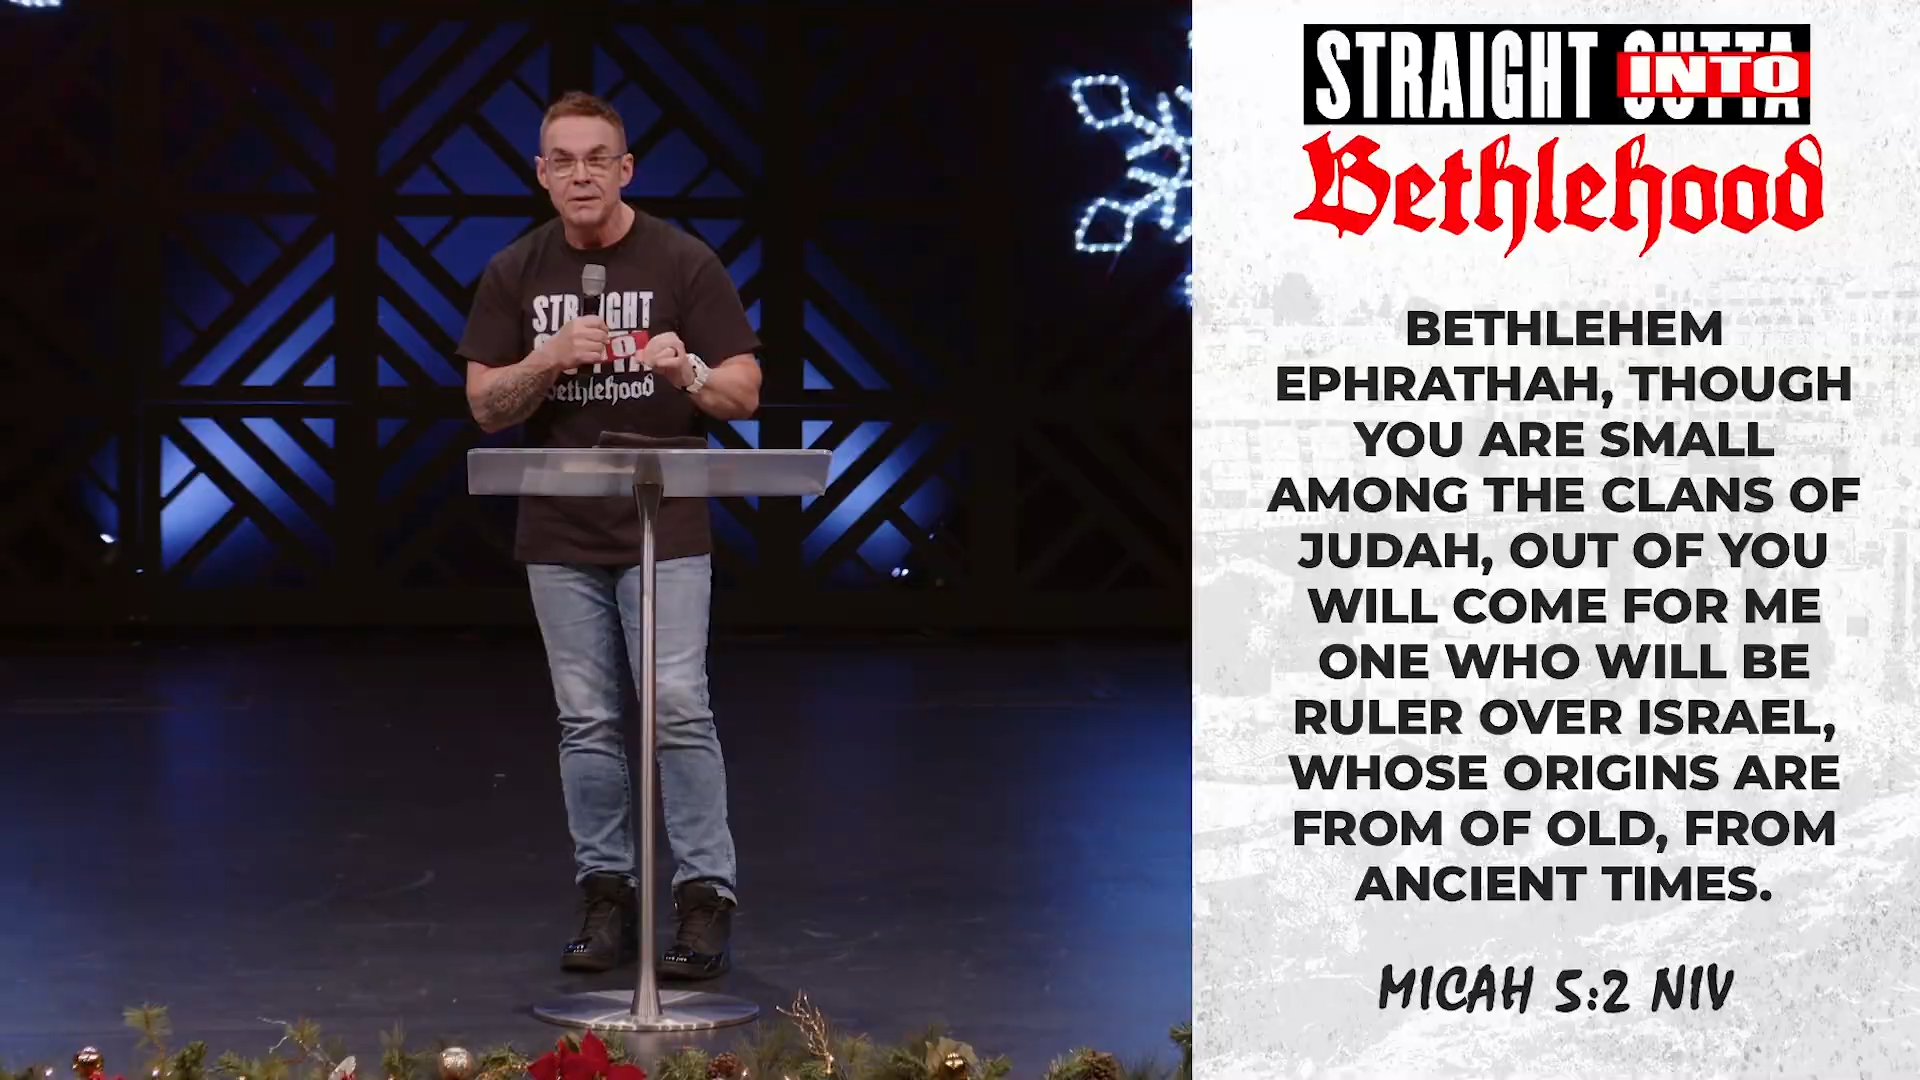 STRAIGHT OUTTA
INTO
Bethlehood
BETHLEHEM
EPHRATHAH, THOUGH
YOU ARE SMALL
AMONG THE CLANS OF
JUDAH, OUT OF YOU
WILL COME FOR ME
ONE WHO WILL BE
RULER OVER ISRAEL,
WHOSE ORIGINS ARE
FROM OF OLD, FROM
ANCIENT TIMES.
MICAH 5:2 NIV
Bethlehood